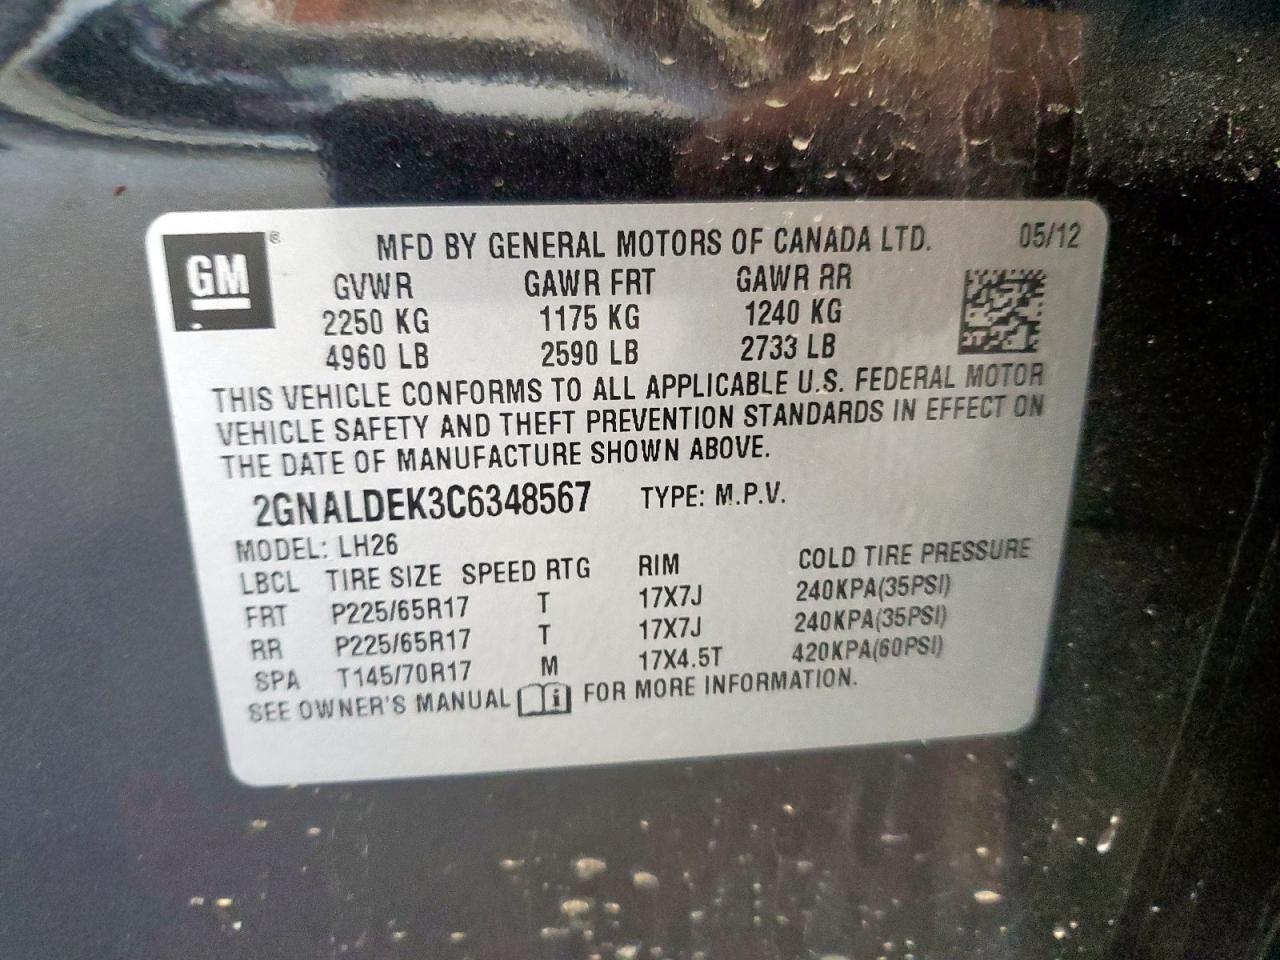 GM ®
MFD BY GENERAL MOTORS OF CANADA LTD. 05/12
GVWR GAWR FRT GAWR RR
2250 KG 1175 KG 1240 KG
4960 LB 2590 LB 2733 LB
THIS VEHICLE CONFORMS TO ALL APPLICABLE U.S. FEDERAL MOTOR
VEHICLE SAFETY AND THEFT PREVENTION STANDARDS IN EFFECT ON
THE DATE OF MANUFACTURE SHOWN ABOVE.
2GNALDEK3C6348567 TYPE: M.P.V.
MODEL: LH26
LBCL TIRE SIZE SPEED RTG RIM COLD TIRE PRESSURE
FRT P225/65R17 T 17X7J 240KPA(35PSI)
RR P225/65R17 T 17X7J 240KPA(35PSI)
SPA T145/70R17 M 17X4.5T 420KPA(60PSI)
SEE OWNER'S MANUAL i FOR MORE INFORMATION.